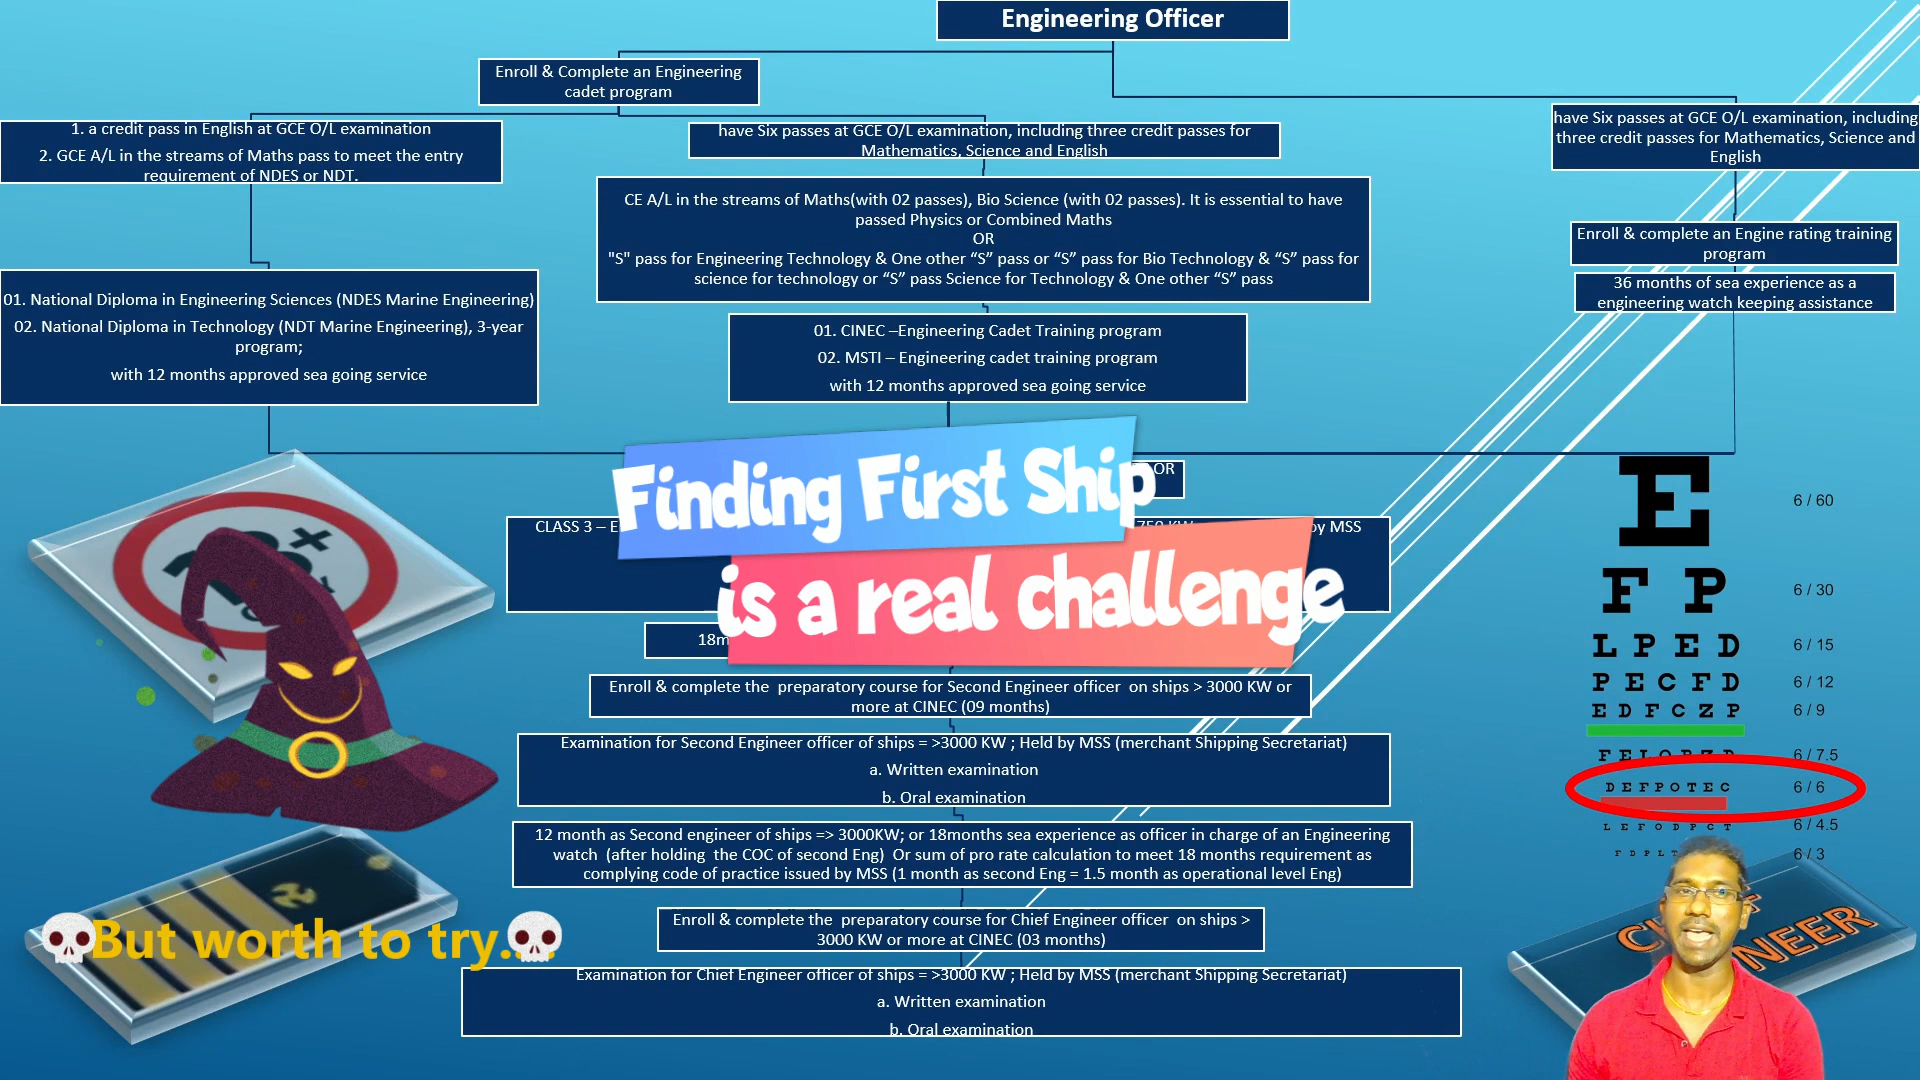 Engineering Officer
Enroll & Complete an Engineering
cadet program
1. a credit pass in English at GCE O/L examination
2. GCE A/L in the streams of Maths pass to meet the entry
requirement of NDES or NDT.
have Six passes at GCE O/L examination, including three credit passes for
Mathematics, Science and English
have Six passes at GCE O/L examination, including
three credit passes for Mathematics, Science and
English
CE A/L in the streams of Maths(with 02 passes), Bio Science (with 02 passes). It is essential to have
passed Physics or Combined Maths
OR
"S" pass for Engineering Technology & One other “S” pass or “S” pass for Bio Technology & “S” pass for
science for technology or “S” pass Science for Technology & One other “S” pass
Enroll & complete an Engine rating training
program
36 months of sea experience as a
engineering watch keeping assistance
01. National Diploma in Engineering Sciences (NDES Marine Engineering)
02. National Diploma in Technology (NDT Marine Engineering), 3-year
program;
with 12 months approved sea going service
01. CINEC –Engineering Cadet Training program
02. MSTI – Engineering cadet training program
with 12 months approved sea going service
OR
Finding First Ship
is a real challenge
CLASS 3 – E
750 KW
by MSS
18m
Enroll & complete the  preparatory course for Second Engineer officer  on ships > 3000 KW or
more at CINEC (09 months)
Examination for Second Engineer officer of ships = >3000 KW ; Held by MSS (merchant Shipping Secretariat)
a. Written examination
b. Oral examination
12 month as Second engineer of ships => 3000KW; or 18months sea experience as officer in charge of an Engineering
watch  (after holding  the COC of second Eng)  Or sum of pro rate calculation to meet 18 months requirement as
complying code of practice issued by MSS (1 month as second Eng = 1.5 month as operational level Eng)
Enroll & complete the  preparatory course for Chief Engineer officer  on ships >
3000 KW or more at CINEC (03 months)
Examination for Chief Engineer officer of ships = >3000 KW ; Held by MSS (merchant Shipping Secretariat)
a. Written examination
b. Oral examination
But worth to try...
E 6 / 60
F P 6 / 30
L P E D 6 / 15
P E C F D 6 / 12
E D F C Z P 6 / 9
F E L O P Z D 6 / 7.5
D E F P O T E C 6 / 6
L E F O D P C T 6 / 4.5
F D P L T 6 / 3